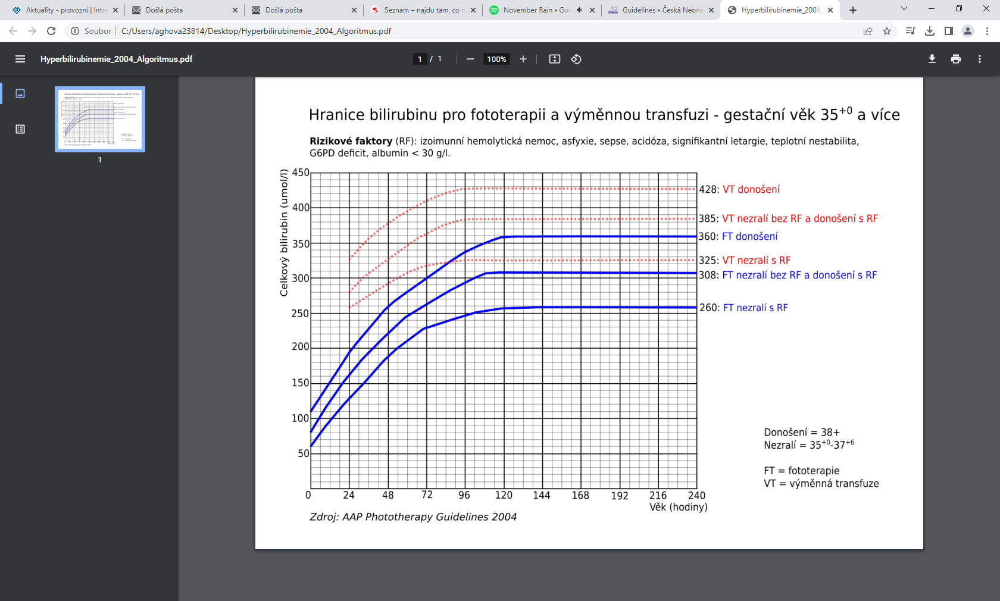 Aktuality - provozní | Intra
Došlá pošta
Došlá pošta
Seznam – najdu tam, co n
November Rain • Gun
Guidelines • Česká Neona
Hyperbilirubinemie_2004_
Soubor
C:/Users/aghova23814/Desktop/Hyperbilirubinemie_2004_Algoritmus.pdf
Hyperbilirubinemie_2004_Algoritmus.pdf
1 / 1
100%
1
Hranice bilirubinu pro fototerapii a výměnnou transfuzi - gestační věk 35+0 a více
Rizikové faktory (RF): izoimunní hemolytická nemoc, asfyxie, sepse, acidóza, signifikantní letargie, teplotní nestabilita,
G6PD deficit, albumin < 30 g/l.
Celkový bilirubin (umol/l)
450
400
350
300
250
200
150
100
50
428: VT donošení
385: VT nezralí bez RF a donošení s RF
360: FT donošení
325: VT nezralí s RF
308: FT nezralí bez RF a donošení s RF
260: FT nezralí s RF
Donošení = 38+
Nezralí = 35+0-37+6
FT = fototerapie
VT = výměnná transfuze
0 24 48 72 96 120 144 168 192 216 240
Věk (hodiny)
Zdroj: AAP Phototherapy Guidelines 2004